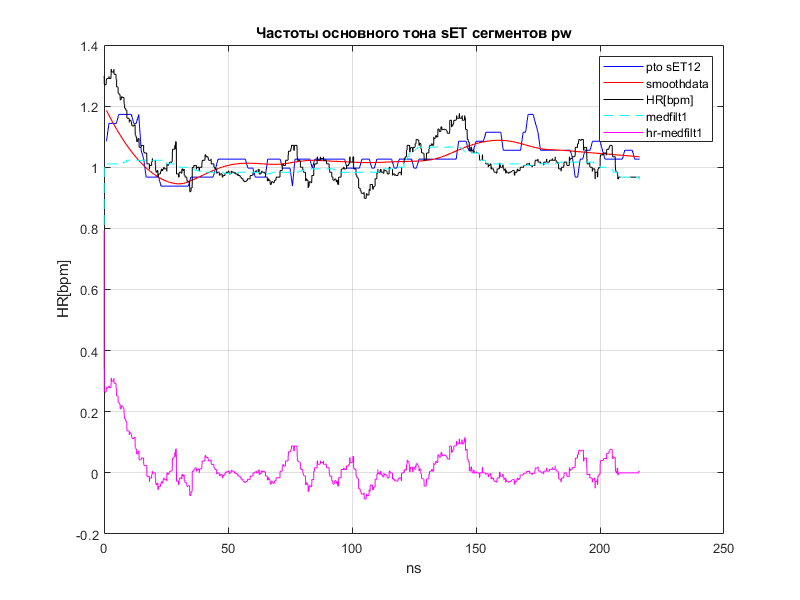 Частоты основного тона sET сегментов pw
pto sET12
smoothdata
HR[bpm]
medfilt1
hr-medfilt1
1.4
1.2
1
0.8
0.6
0.4
0.2
0
-0.2
HR[bpm]
0 50 100 150 200 250
ns